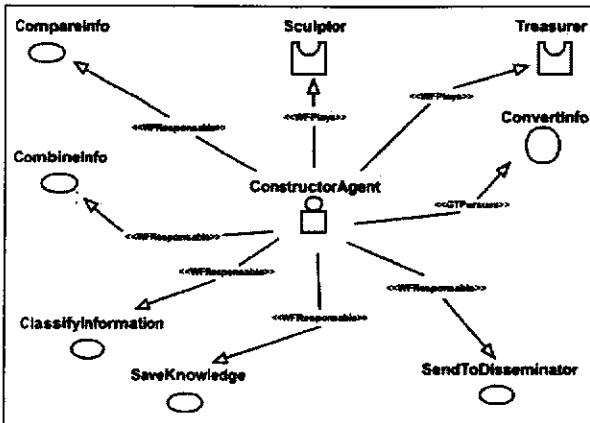 CompareInfo
Sculptor
Treasurer
<<WFPlays>>
<<WFPlays>>
ConvertInfo
<<WFResponsable>>
CombineInfo
ConstructorAgent
<<GTPursues>>
<<WFResponsable>>
<<WFResponsable>>
<<WFResponsable>>
<<WFResponsable>>
ClassifyInformation
SaveKnowledge
SendToDisseminator